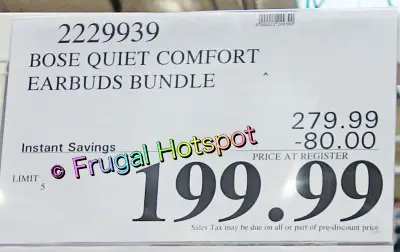 2229939
BOSE QUIET COMFORT
EARBUDS BUNDLE
279.99
Instant Savings -80.00
© Frugal Hotspot
PRICE AT REGISTER
LIMIT
5
199.99
Sales Tax may be due on all or part of pre-discount price